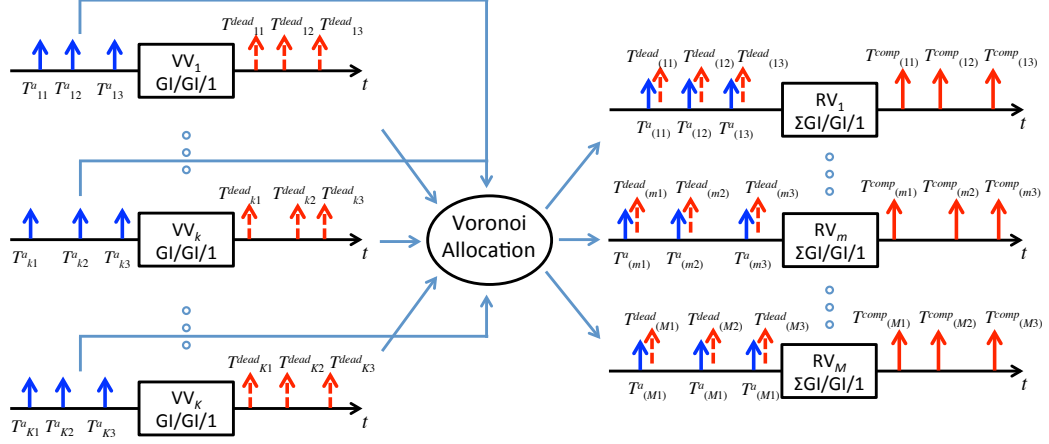 T^dead_11 T^dead_12 T^dead_13
VV_1
GI/GI/1
T^a_11 T^a_12 T^a_13
t
T^dead_k1 T^dead_k2 T^dead_k3
VV_k
GI/GI/1
T^a_k1 T^a_k2 T^a_k3
t
T^dead_K1 T^dead_K2 T^dead_K3
VV_K
GI/GI/1
T^a_K1 T^a_K2 T^a_K3
t
Voronoi
Allocation
T^dead_(11) T^dead_(12) T^dead_(13) T^comp_(11) T^comp_(12) T^comp_(13)
RV_1
ΣGI/GI/1
T^a_(11) T^a_(12) T^a_(13)
t
T^dead_(m1) T^dead_(m2) T^dead_(m3) T^comp_(m1) T^comp_(m2) T^comp_(m3)
RV_m
ΣGI/GI/1
T^a_(m1) T^a_(m2) T^a_(m3)
t
T^dead_(M1) T^dead_(M2) T^dead_(M3) T^comp_(M1) T^comp_(M2) T^comp_(M3)
RV_M
ΣGI/GI/1
T^a_(M1) T^a_(M1) T^a_(M1)
t